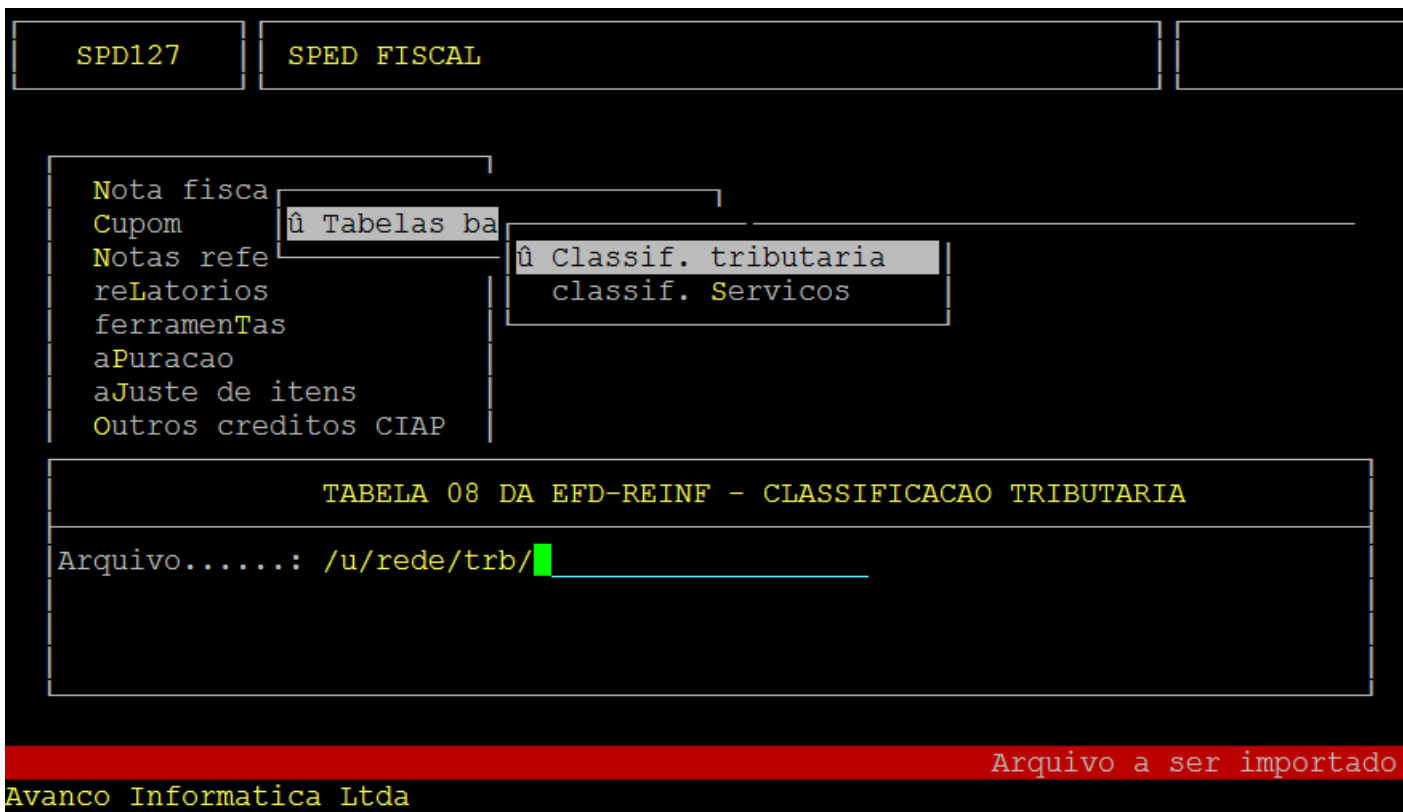 SPD127 SPED FISCAL
Nota fisca
Cupom û Tabelas ba
Notas refe û Classif. tributaria
reLatorios classif. Servicos
ferramenTas
aPuracao
aJuste de itens
Outros creditos CIAP
TABELA 08 DA EFD-REINF - CLASSIFICACAO TRIBUTARIA
Arquivo......: /u/rede/trb/
Arquivo a ser importado
Avanco Informatica Ltda